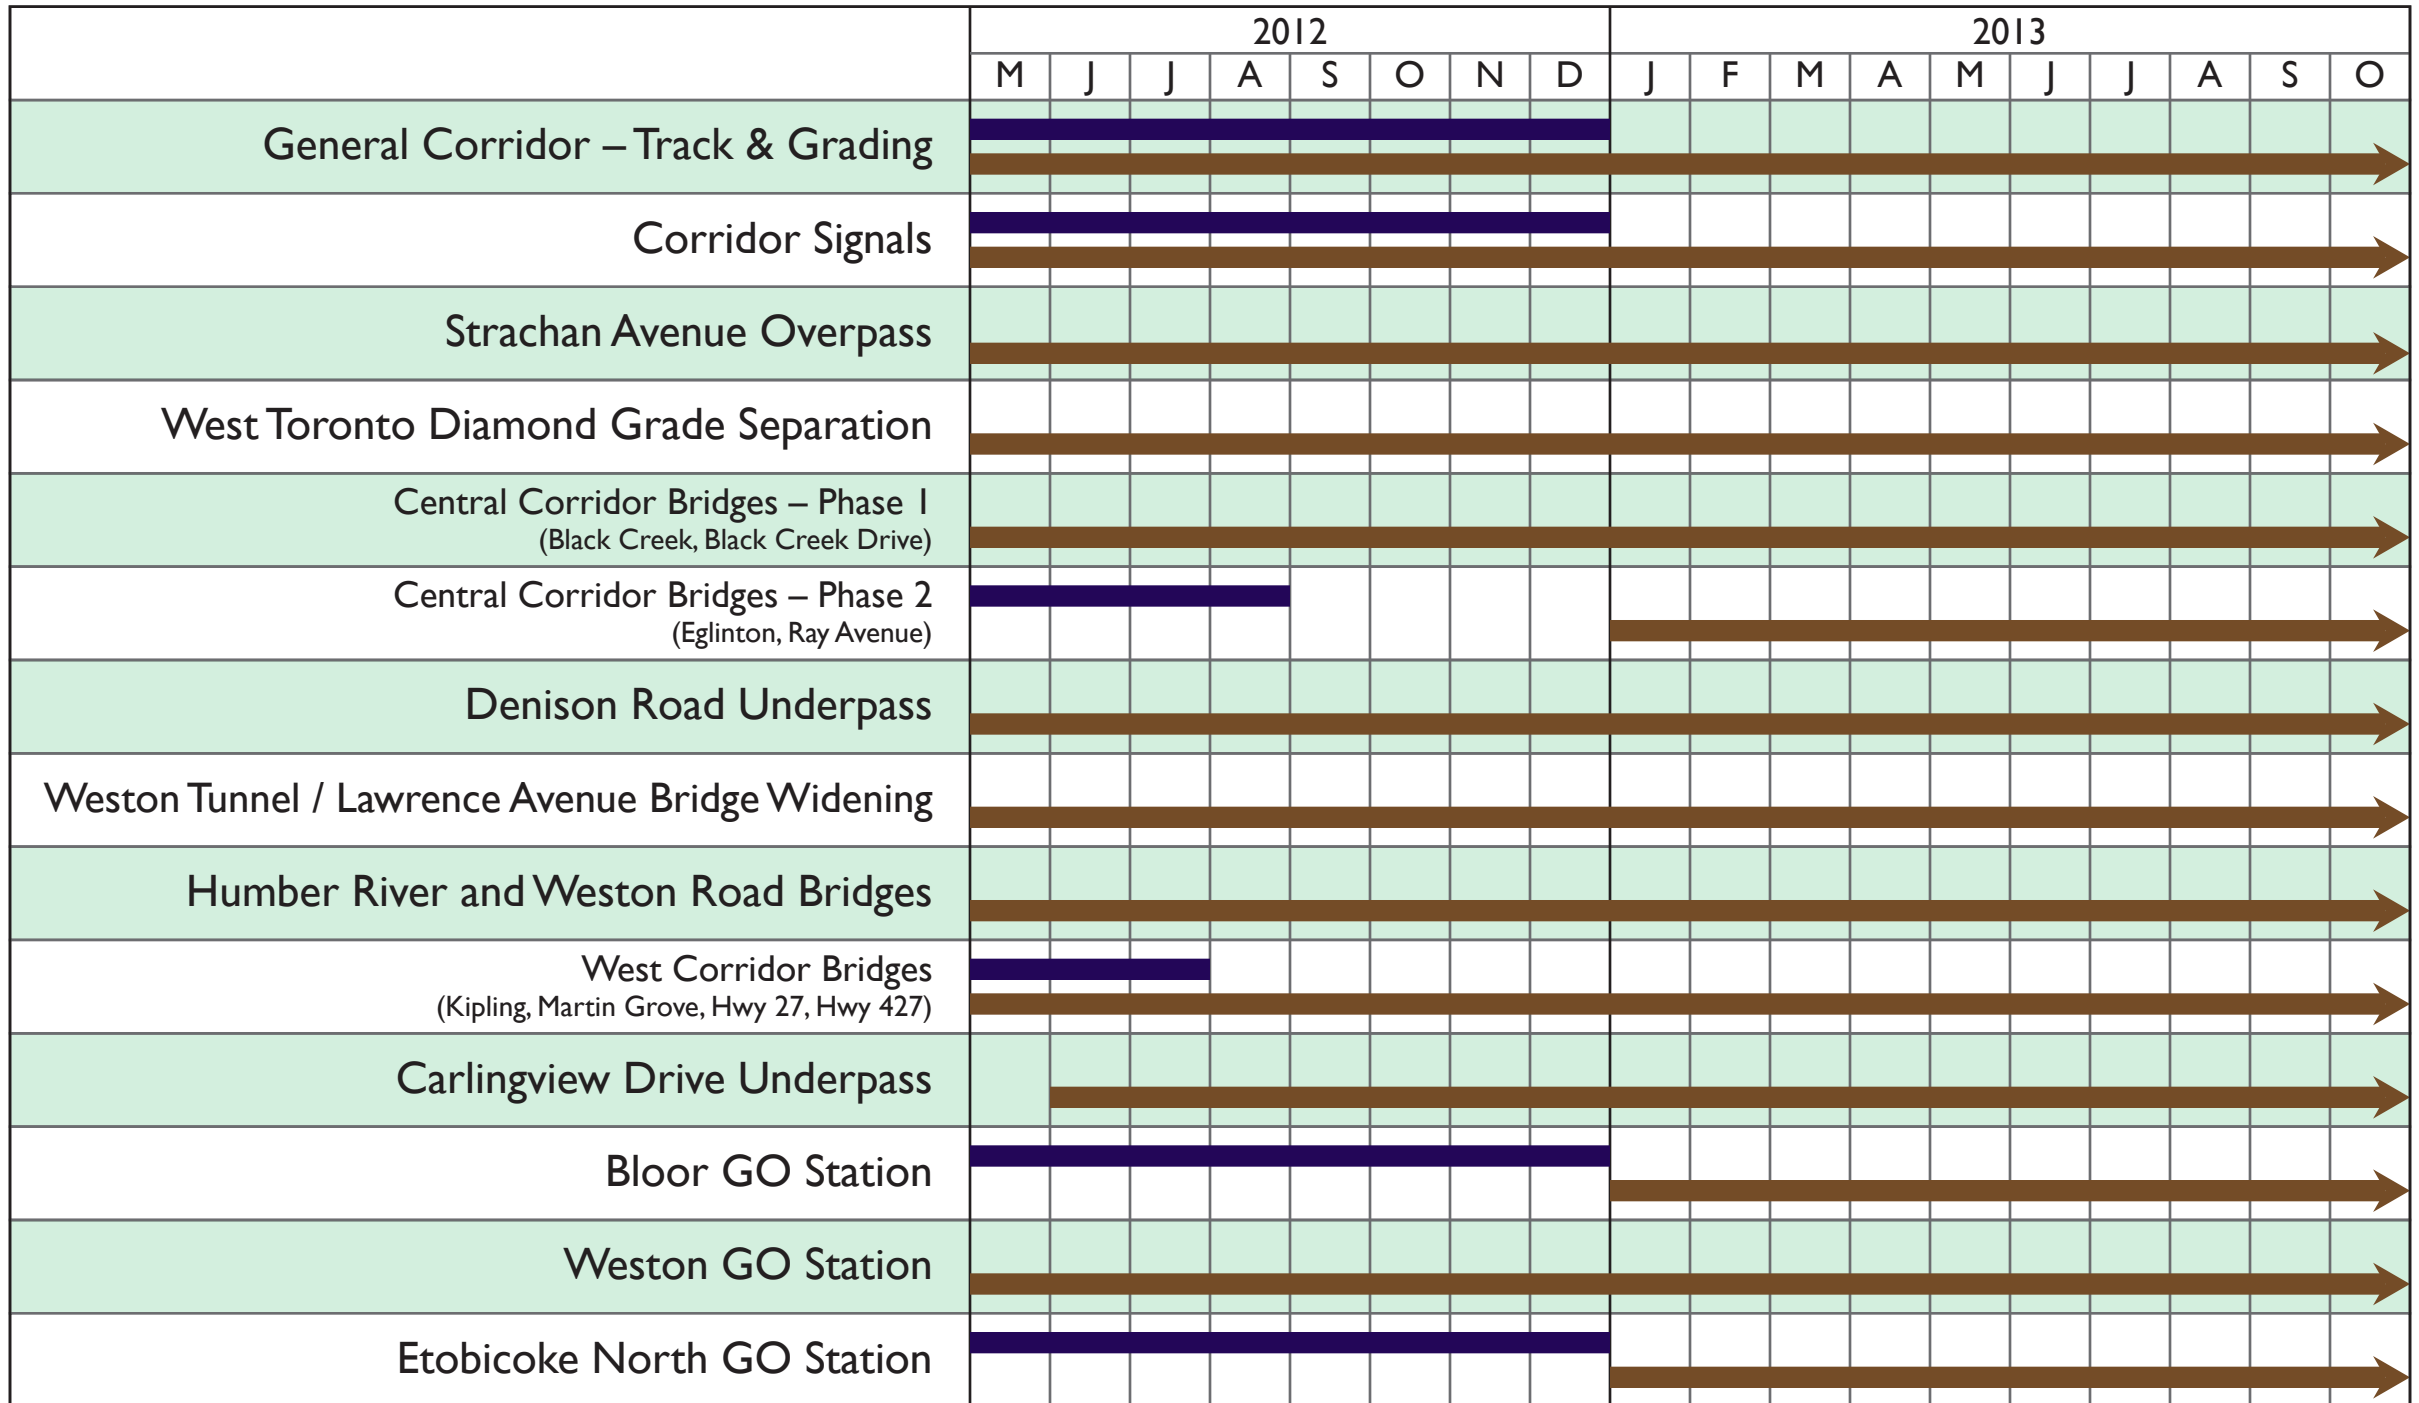 2012 2013
M J J A S O N D J F M A M J J A S O
General Corridor – Track & Grading
Corridor Signals
Strachan Avenue Overpass
West Toronto Diamond Grade Separation
Central Corridor Bridges – Phase 1
(Black Creek, Black Creek Drive)
Central Corridor Bridges – Phase 2
(Eglinton, Ray Avenue)
Denison Road Underpass
Weston Tunnel / Lawrence Avenue Bridge Widening
Humber River and Weston Road Bridges
West Corridor Bridges
(Kipling, Martin Grove, Hwy 27, Hwy 427)
Carlingview Drive Underpass
Bloor GO Station
Weston GO Station
Etobicoke North GO Station